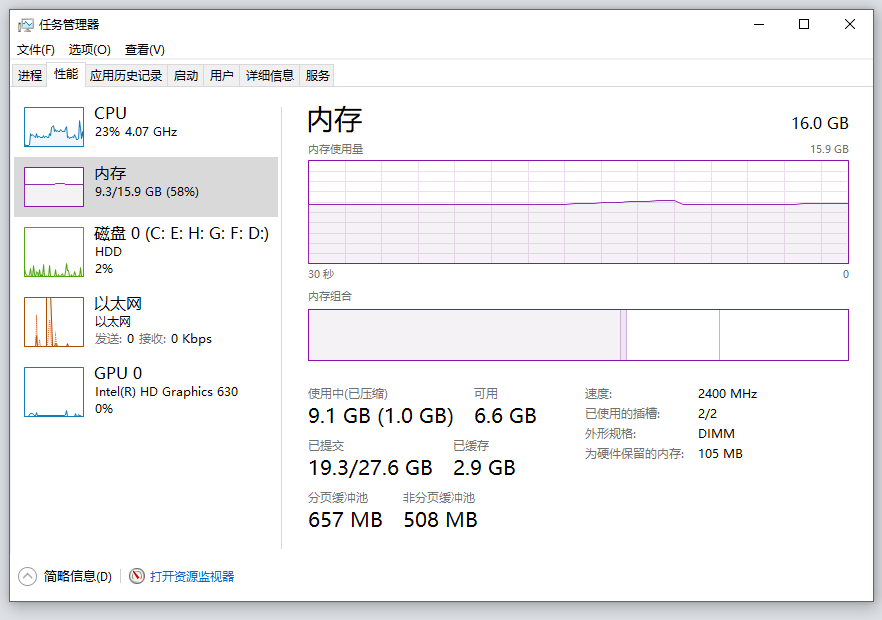 任务管理器
文件(F) 选项(O) 查看(V)
进程 性能 应用历史记录 启动 用户 详细信息 服务
CPU
23% 4.07 GHz
内存
9.3/15.9 GB (58%)
磁盘 0 (C: E: H: G: F: D:)
HDD
2%
以太网
以太网
发送: 0 接收: 0 Kbps
GPU 0
Intel(R) HD Graphics 630
0%
内存 16.0 GB
内存使用量 15.9 GB
30 秒 0
内存组合
使用中(已压缩) 可用
9.1 GB (1.0 GB) 6.6 GB
已提交 已缓存
19.3/27.6 GB 2.9 GB
分页缓冲池 非分页缓冲池
657 MB 508 MB
速度: 2400 MHz
已使用的插槽: 2/2
外形规格: DIMM
为硬件保留的内存: 105 MB
简略信息(D) 打开资源监视器